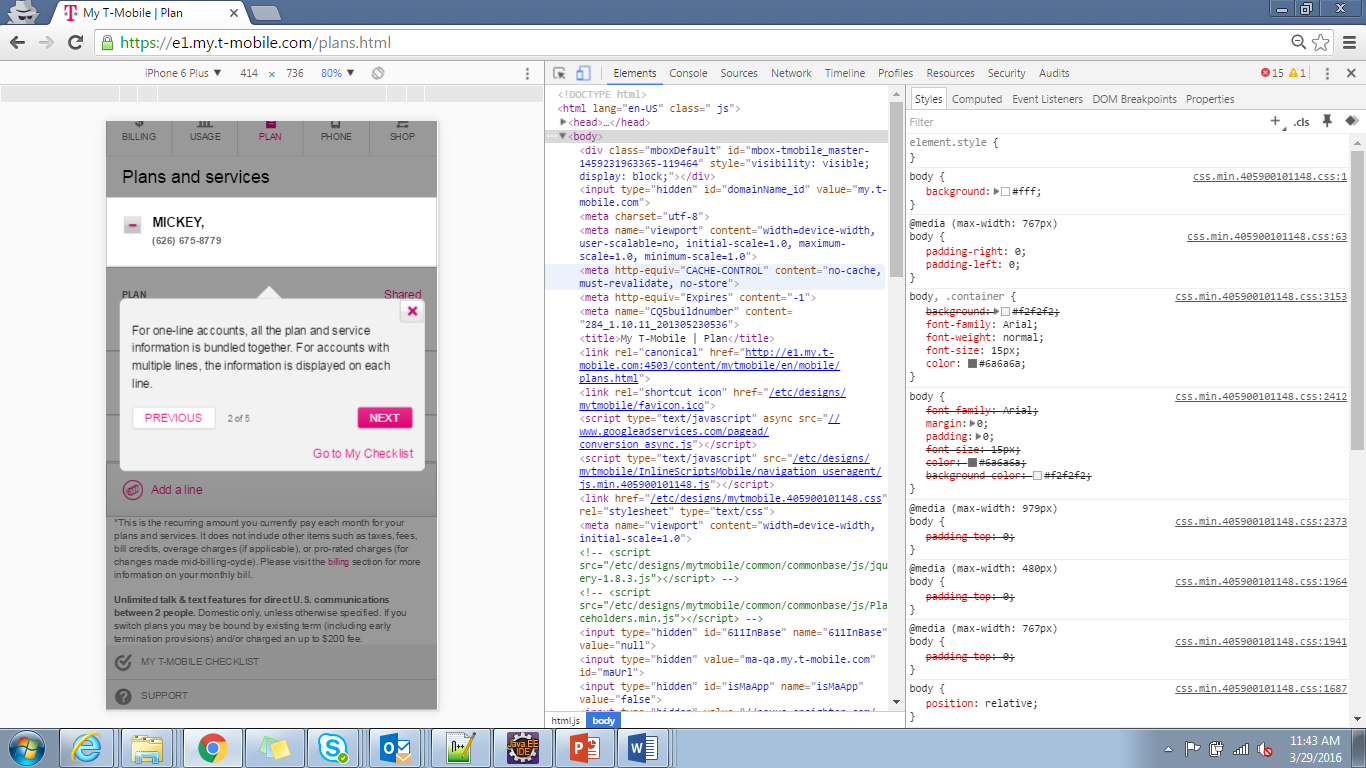 My T-Mobile | Plan
https://e1.my.t-mobile.com/plans.html
iPhone 6 Plus ▼ 414 × 736 80% ▼
BILLING USAGE PLAN PHONE SHOP
Plans and services
MICKEY,
(626) 675-8779
PLAN Shared
For one-line accounts, all the plan and service
information is bundled together. For accounts with
multiple lines, the information is displayed on each
line.
PREVIOUS 2 of 5 NEXT
Go to My Checklist
Add a line
*This is the recurring amount you currently pay each month for your
plans and services. It does not include other items such as taxes, fees,
bill credits, overage charges (if applicable), or pro-rated charges (for
changes made mid-billing-cycle). Please visit the billing section for more
information on your monthly bill.
Unlimited talk & text features for direct U.S. communications
between 2 people. Domestic only, unless otherwise specified. If you
switch plans you may be bound by existing term (including early
termination provisions) and/or charged an up to $200 fee.
MY T-MOBILE CHECKLIST
SUPPORT
Elements Console Sources Network Timeline Profiles Resources Security Audits 15 1
<!DOCTYPE html>
<html lang="en-US" class=" js">
▶<head>…</head>
▼<body>
<div class="mboxDefault" id="mbox-tmobile_master-
1459231963365-119464" style="visibility: visible;
display: block;"></div>
<input type="hidden" id="domainName_id" value="my.t-
mobile.com">
<meta charset="utf-8">
<meta name="viewport" content="width=device-width,
user-scalable=no, initial-scale=1.0, maximum-
scale=1.0, minimum-scale=1.0">
<meta http-equiv="CACHE-CONTROL" content="no-cache,
must-revalidate, no-store">
<meta http-equiv="Expires" content="-1">
<meta name="CQ5buildnumber" content=
"284_1.10.11_201305230536">
<title>My T-Mobile | Plan</title>
<link rel="canonical" href="http://e1.my.t-
mobile.com:4503/content/mytmobile/en/mobile/
plans.html">
<link rel="shortcut icon" href="/etc/designs/
mytmobile/favicon.ico">
<script type="text/javascript" async src="//
www.googleadservices.com/pagead/
conversion_async.js"></script>
<script type="text/javascript" src="/etc/designs/
mytmobile/InlineScriptsMobile/navigation_useragent/
js.min.405900101148.js"></script>
<link href="/etc/designs/mytmobile.405900101148.css"
rel="stylesheet" type="text/css">
<meta name="viewport" content="width=device-width,
initial-scale=1.0">
<!-- <script
src="/etc/designs/mytmobile/common/commonbase/js/jqu
ery-1.8.3.js"></script> -->
<!-- <script
src="/etc/designs/mytmobile/common/commonbase/js/Pla
ceholders.min.js"></script> -->
<input type="hidden" id="611InBase" name="611InBase"
value="null">
<input type="hidden" value="ma-qa.my.t-mobile.com"
id="maUrl">
<input type="hidden" id="isMaApp" name="isMaApp"
value="false">
html.js body
Styles Computed Event Listeners DOM Breakpoints Properties
Filter + .cls
element.style {
}
body { css.min.405900101148.css:1
background: ▶ #fff;
}
@media (max-width: 767px)
body { css.min.405900101148.css:63
padding-right: 0;
padding-left: 0;
}
body, .container { css.min.405900101148.css:3153
background: ▶ #f2f2f2;
font-family: Arial;
font-weight: normal;
font-size: 15px;
color: #6a6a6a;
}
body { css.min.405900101148.css:2412
font-family: Arial;
margin: ▶0;
padding: ▶0;
font-size: 15px;
color: #6a6a6a;
background-color: #f2f2f2;
}
@media (max-width: 979px)
body { css.min.405900101148.css:2373
padding-top: 0;
}
@media (max-width: 480px)
body { css.min.405900101148.css:1964
padding-top: 0;
}
@media (max-width: 767px)
body { css.min.405900101148.css:1941
padding-top: 0;
}
body { css.min.405900101148.css:1687
position: relative;
}
11:43 AM
3/29/2016